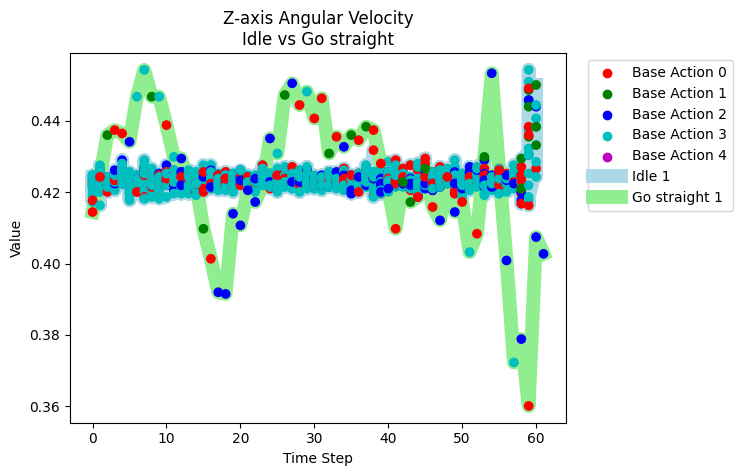 Z-axis Angular Velocity
Idle vs Go straight
Value
0.44
0.42
0.40
0.38
0.36
0 10 20 30 40 50 60
Time Step
Base Action 0
Base Action 1
Base Action 2
Base Action 3
Base Action 4
Idle 1
Go straight 1